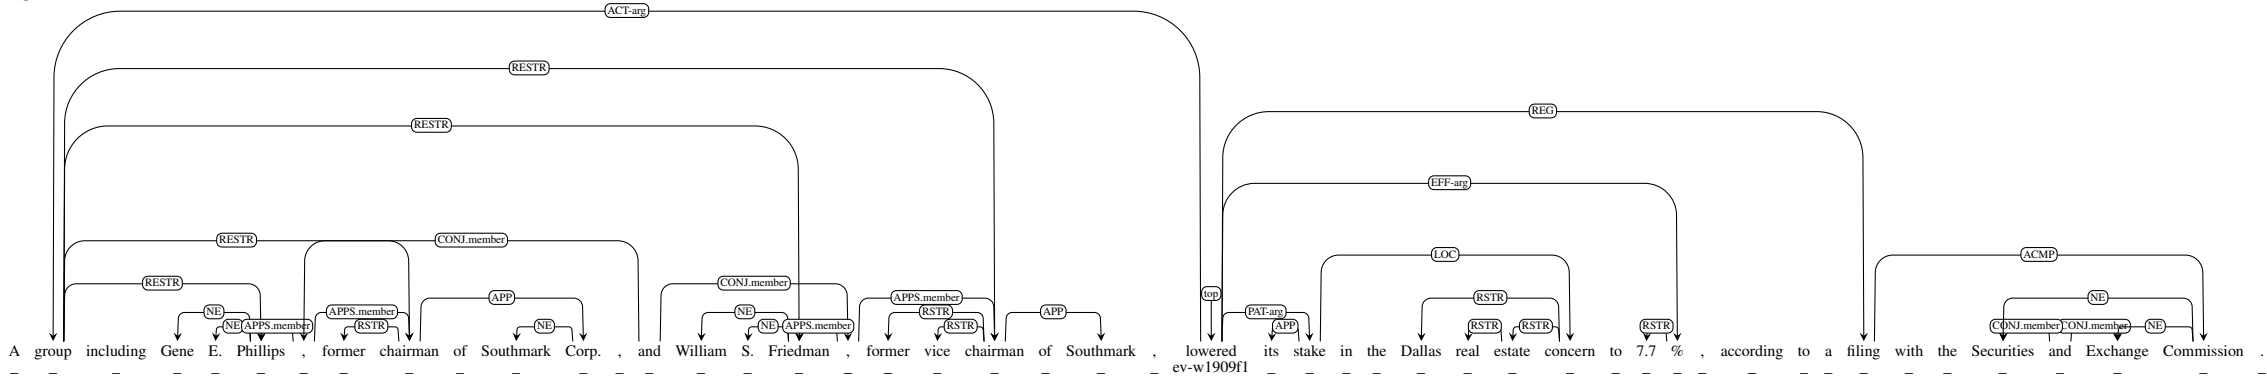 ACT-arg
RESTR
REG
RESTR
EFF-arg
RESTR CONJ.member
LOC ACMP
RESTR CONJ.member
top
APP APPS.member APP RSTR NE
NE APPS.member NE RSTR PAT-arg
NE APPS.member RSTR NE NE APPS.member RSTR APP RSTR RSTR RSTR CONJ.member CONJ.member NE
A group including Gene E. Phillips , former chairman of Southmark Corp. , and William S. Friedman , former vice chairman of Southmark , lowered its stake in the Dallas real estate concern to 7.7 % , according to a filing with the Securities and Exchange Commission .
ev-w1909f1